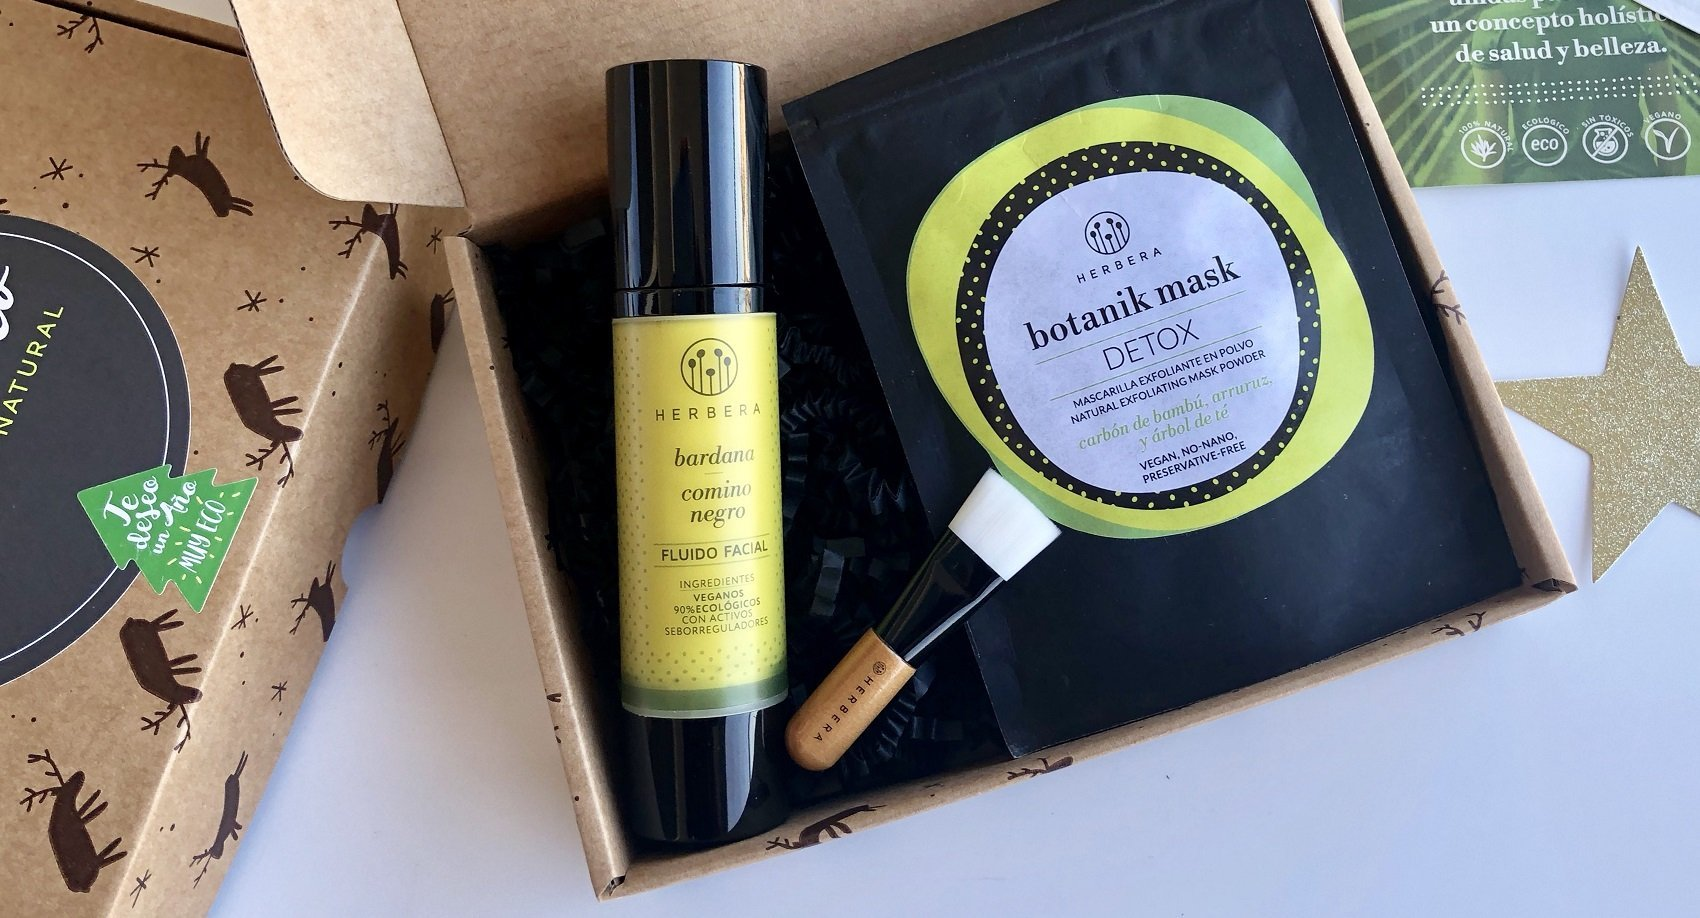 NATURAL
Te
deseo
un Año
MUY ECO
HERBERA
bardana
comino
negro
FLUIDO FACIAL
INGREDIENTES
VEGANOS
90%ECOLÓGICOS
CON ACTIVOS
SEBORREGULADORES
HERBERA
HERBERA
botanik mask
DETOX
MASCARILLA EXFOLIANTE EN POLVO
NATURAL EXFOLIATING MASK POWDER
carbón de bambú, arruruz,
y árbol de té
VEGAN, NO-NANO,
PRESERVATIVE-FREE
un concepto
de salud y belleza.
100% NATURAL
ECOLÓGICO
eco
SIN TÓXICOS
VEGANO